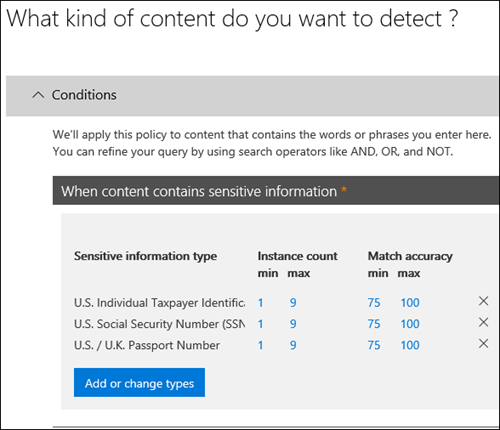 What kind of content do you want to detect ?
Conditions
We'll apply this policy to content that contains the words or phrases you enter here.
You can refine your query by using search operators like AND, OR, and NOT.
When content contains sensitive information *
Sensitive information type Instance count Match accuracy
min max min max
U.S. Individual Taxpayer Identific 1 9 75 100
U.S. Social Security Number (SSN 1 9 75 100
U.S. / U.K. Passport Number 1 9 75 100
Add or change types